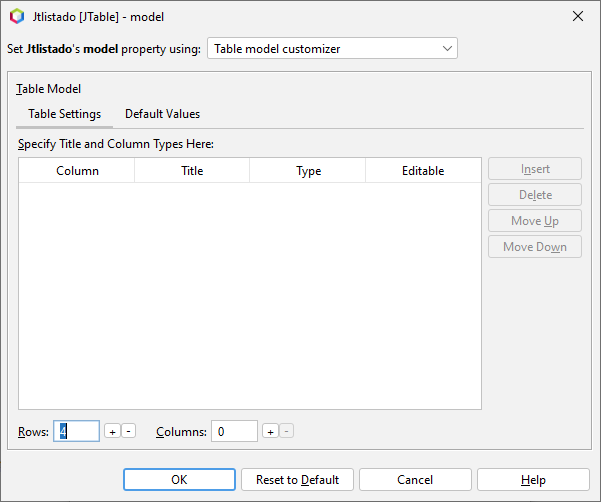 Jtlistado [JTable] - model
Set Jtlistado's model property using: Table model customizer
Table Model
Table Settings Default Values
Specify Title and Column Types Here:
Column Title Type Editable
Insert
Delete
Move Up
Move Down
Rows: 4 + - Columns: 0 + -
OK Reset to Default Cancel Help